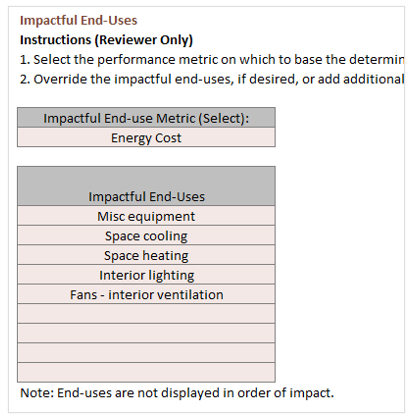 Impactful End-Uses
Instructions (Reviewer Only)
1. Select the performance metric on which to base the
2. Override the impactful end-uses, if desired, or add additional
Impactful End-use Metric (Select):
Energy Cost
Impactful End-Uses
Misc equipment
Space cooling
Space heating
Interior lighting
Fans - interior ventilation
Note: End-uses are not displayed in order of impact.